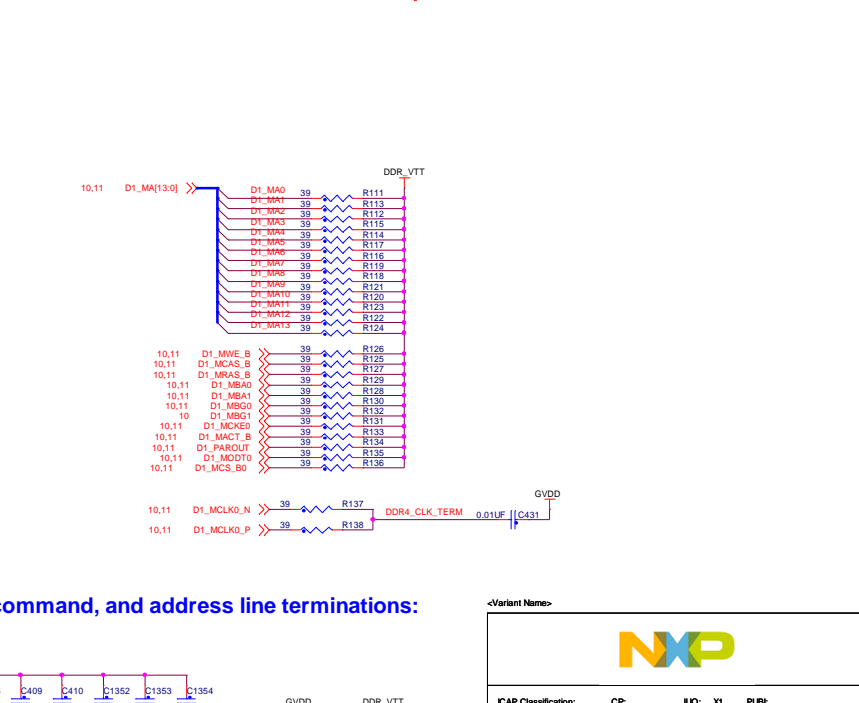 DDR_VTT
10,11 D1_MA[13:0]
D1_MA0 39 R111
D1_MA1 39 R113
D1_MA2 39 R112
D1_MA3 39 R115
D1_MA4 39 R114
D1_MA5 39 R117
D1_MA6 39 R116
D1_MA7 39 R119
D1_MA8 39 R118
D1_MA9 39 R121
D1_MA10 39 R120
D1_MA11 39 R123
D1_MA12 39 R122
D1_MA13 39 R124
10,11 D1_MWE_B 39 R126
10,11 D1_MCAS_B 39 R125
10,11 D1_MRAS_B 39 R127
10,11 D1_MBA0 39 R129
10,11 D1_MBA1 39 R128
10,11 D1_MBG0 39 R130
10 D1_MBG1 39 R132
10,11 D1_MCKE0 39 R131
10,11 D1_MACT_B 39 R133
10,11 D1_PAROUT 39 R134
10,11 D1_MODT0 39 R135
10,11 D1_MCS_B0 39 R136
GVDD
10,11 D1_MCLK0_N 39 R137
DDR4_CLK_TERM 0.01UF C431
10,11 D1_MCLK0_P 39 R138
command, and address line terminations:
<Variant Name>
NXP
C409 C410 C1352 C1353 C1354
GVDD DDR_VTT
ICAP Classification: CP: IUO: X1 PUBI: